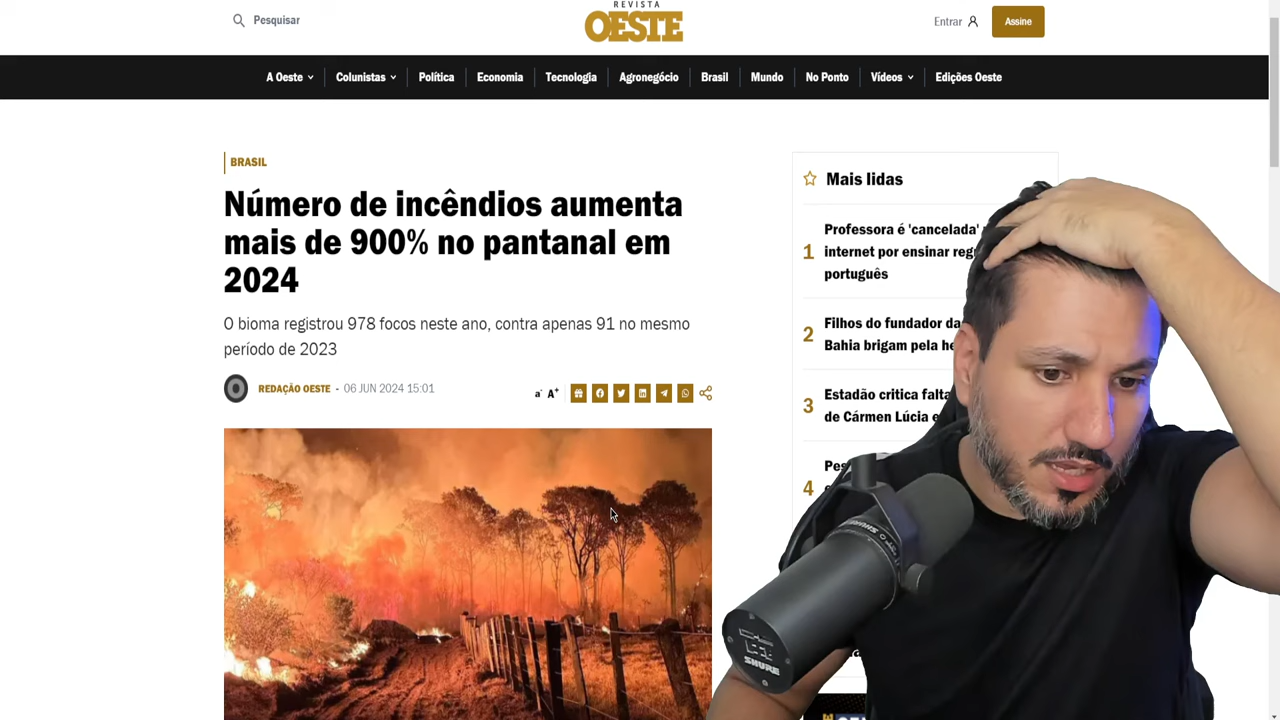 REVISTA
OESTE
Pesquisar
Entrar
Assine
A Oeste
Colunistas
Política
Economia
Tecnologia
Agronegócio
Brasil
Mundo
No Ponto
Vídeos
Edições Oeste
BRASIL
Número de incêndios aumenta
mais de 900% no pantanal em
2024
O bioma registrou 978 focos neste ano, contra apenas 91 no mesmo
período de 2023
REDAÇÃO OESTE - 06 JUN 2024 15:01
a- A+
Mais lidas
1
Professora é 'cancelada'
internet por ensinar
português
2
Filhos do fundador da
Bahia brigam pela
3
Estadão critica falta
de Cármen Lúcia
4
SHURE
SHURE